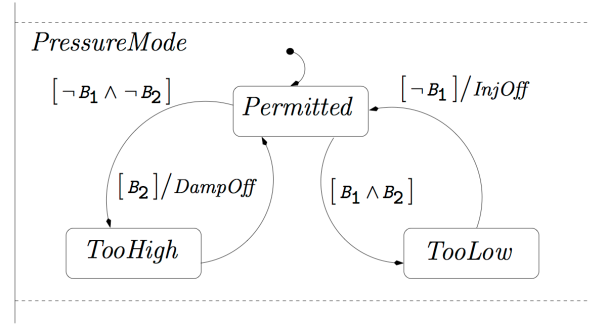 PressureMode
[¬B₁ ∧ ¬B₂]
Permitted
[¬B₁]/InjOff
[B₂]/DampOff
[B₁ ∧ B₂]
TooHigh
TooLow